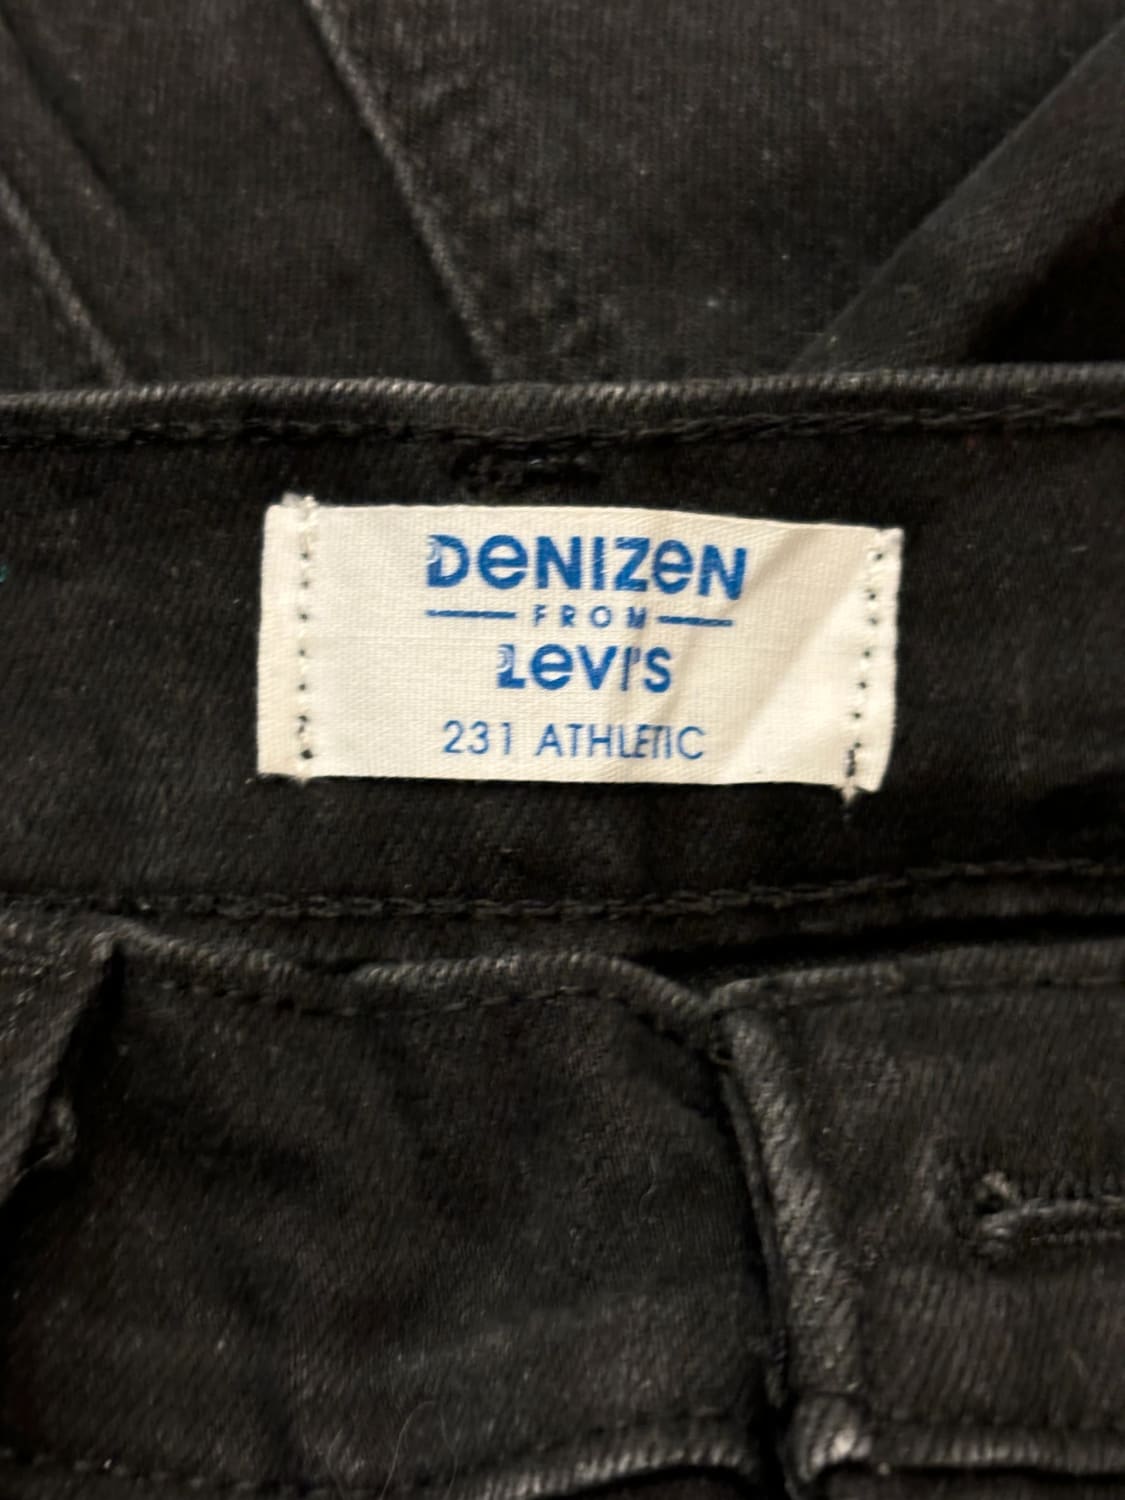 DeNIZeN
FROM
Levi's
231 ATHLETIC